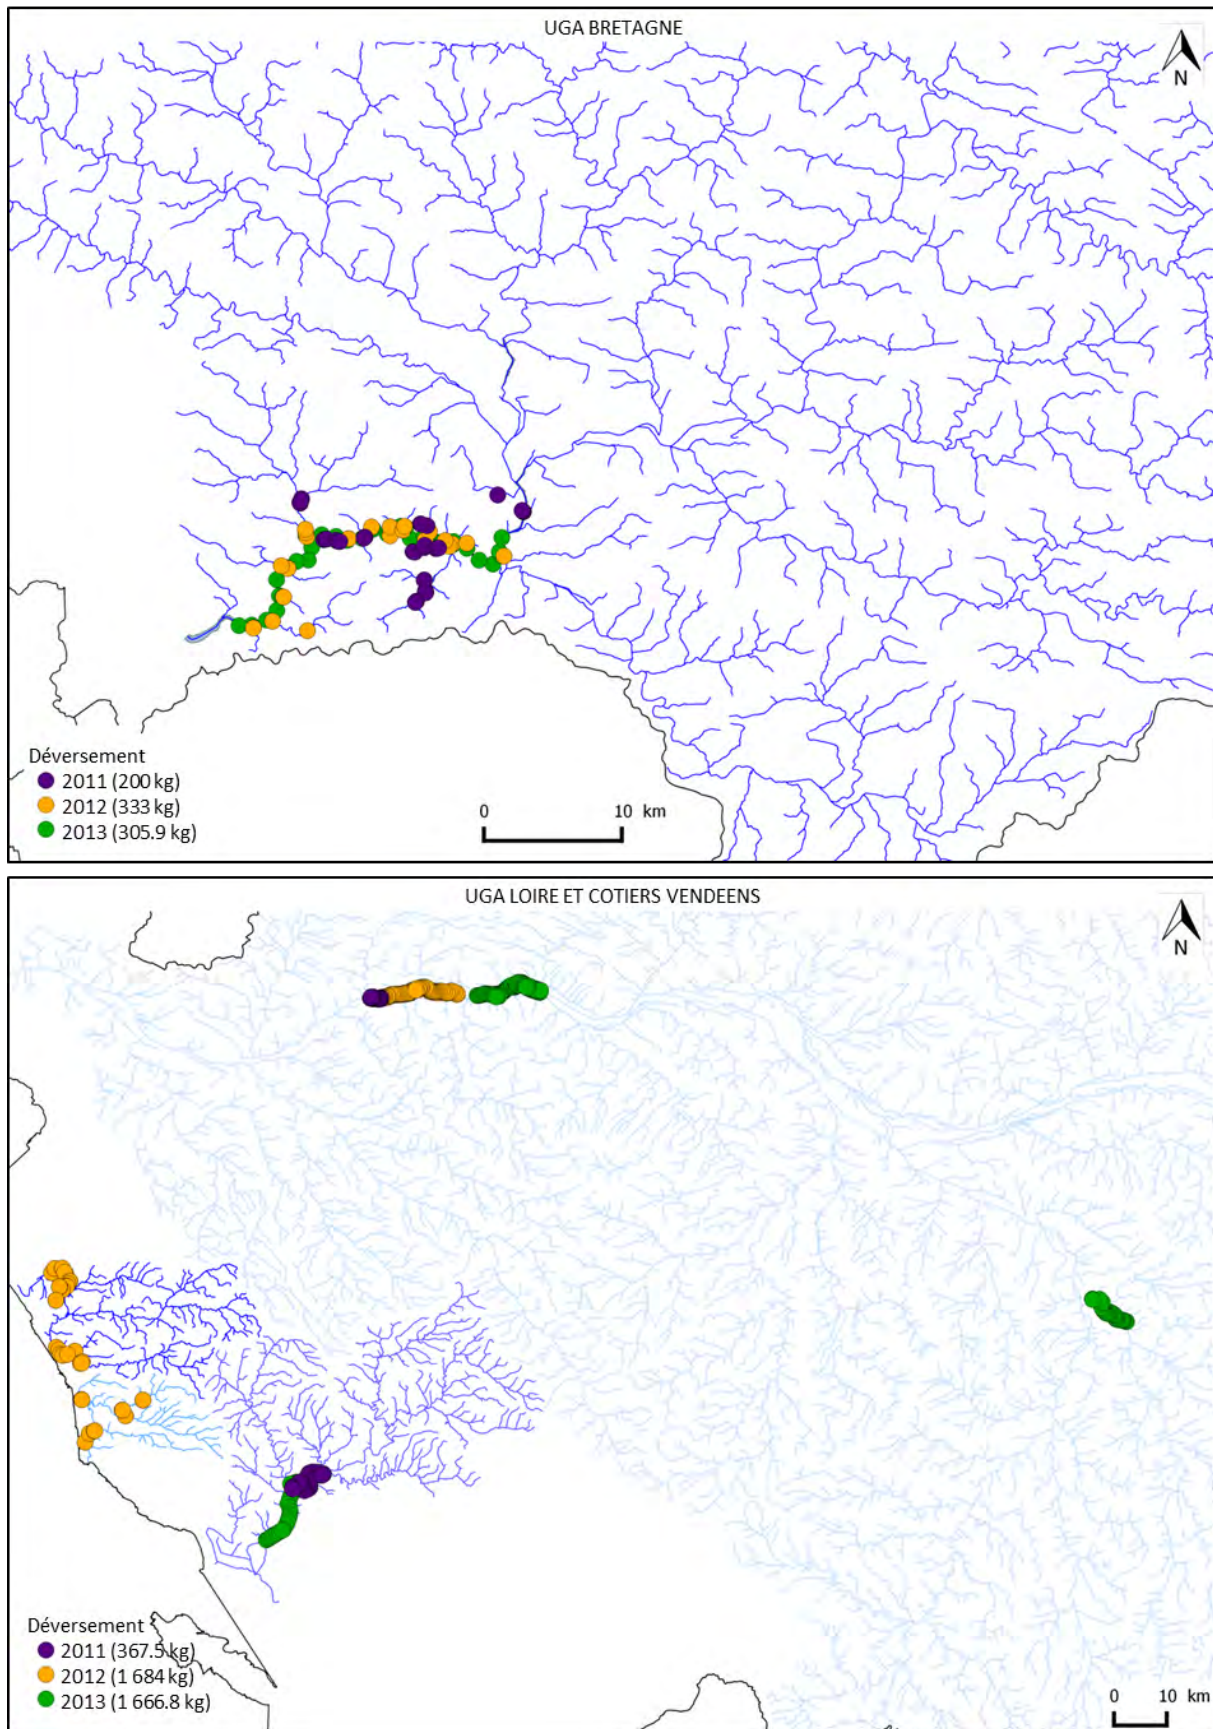 UGA BRETAGNE
N
Déversement
2011 (200 kg)
2012 (333 kg)
2013 (305.9 kg)
0 10 km
UGA LOIRE ET COTIERS VENDEENS
N
Déversement
2011 (367.5 kg)
2012 (1 684 kg)
2013 (1 666.8 kg)
0 10 km